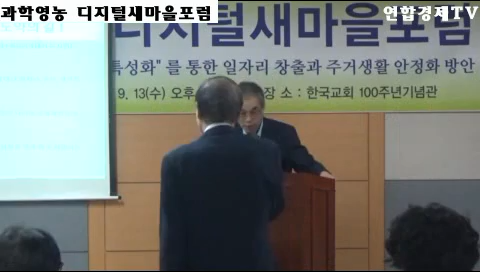 과학영농 디지털새마을포럼
연합경제TV
디지털새마을포럼
특성화" 를 통한 일자리 창출과 주거생활 안정화 방안
9. 13(수) 오후
장 소 : 한국교회 100주년기념관